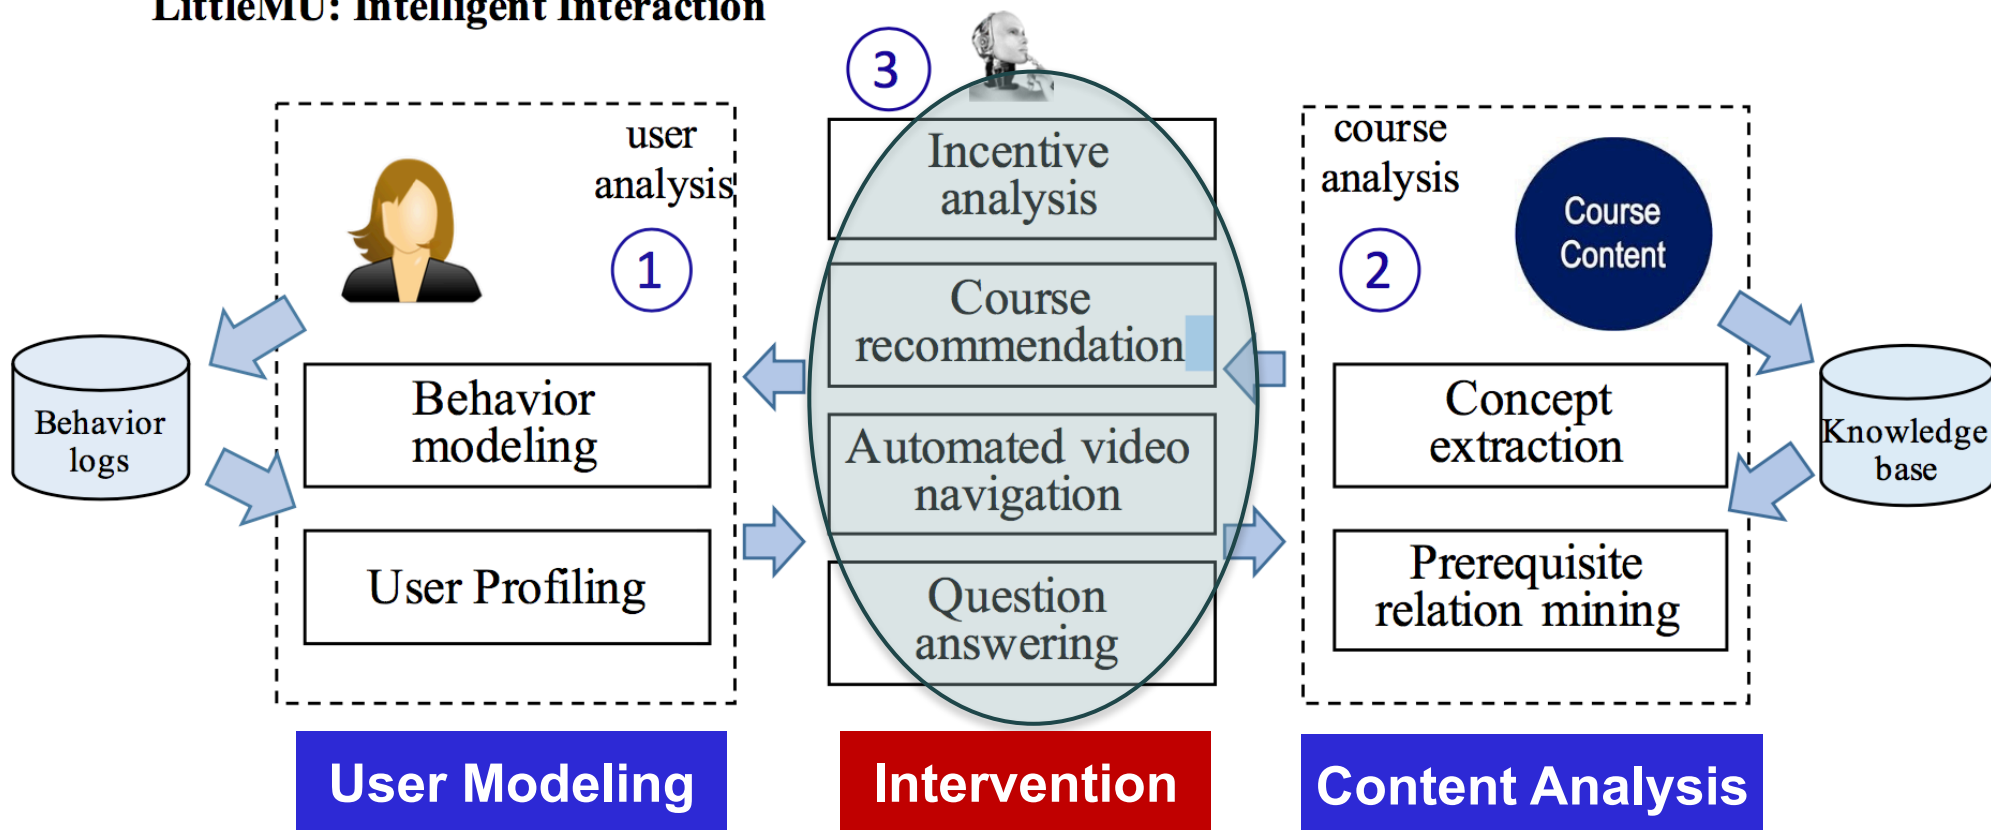 LittleMU: Intelligent Interaction
user
analysis
1
Behavior
logs
Behavior
modeling
User Profiling
User Modeling
3
Incentive
analysis
Course
recommendation
Automated video
navigation
Question
answering
Intervention
course
analysis
2
Course
Content
Concept
extraction
Prerequisite
relation mining
Knowledge
base
Content Analysis